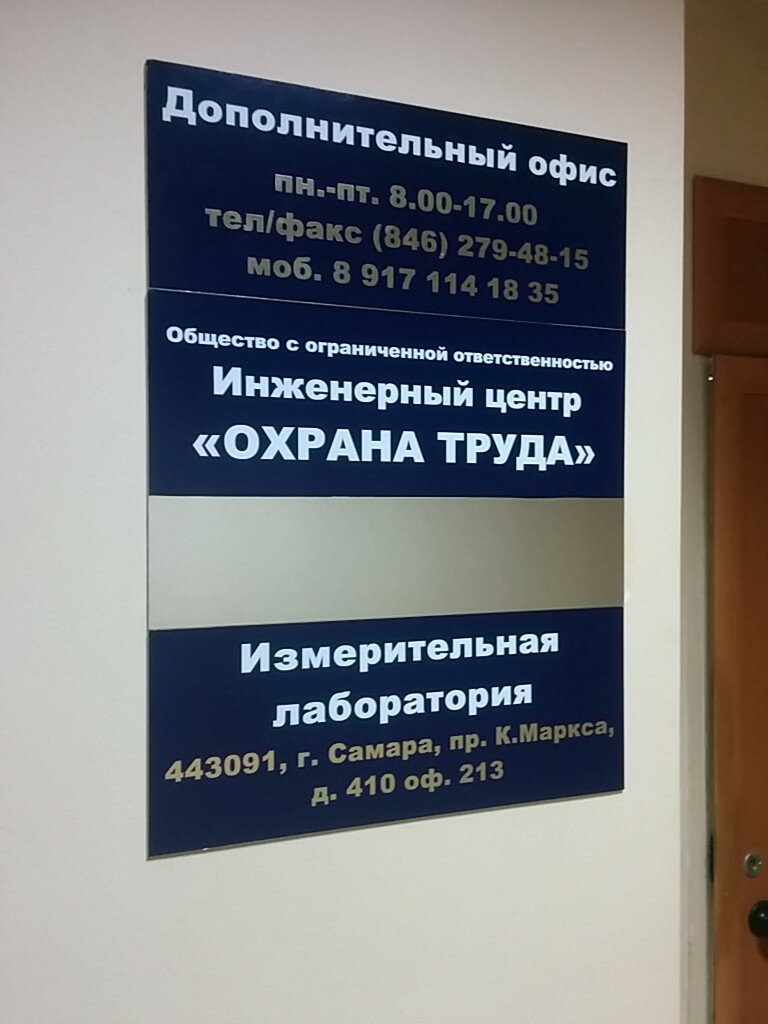 Дополнительный офис
пн.-пт. 8.00-17.00
тел/факс (846) 279-48-15
моб. 8 917 114 18 35
Общество с ограниченной ответственностью
Инженерный центр
«ОХРАНА ТРУДА»
Измерительная
лаборатория
443091, г. Самара, пр. К.Маркса,
д. 410 оф. 213